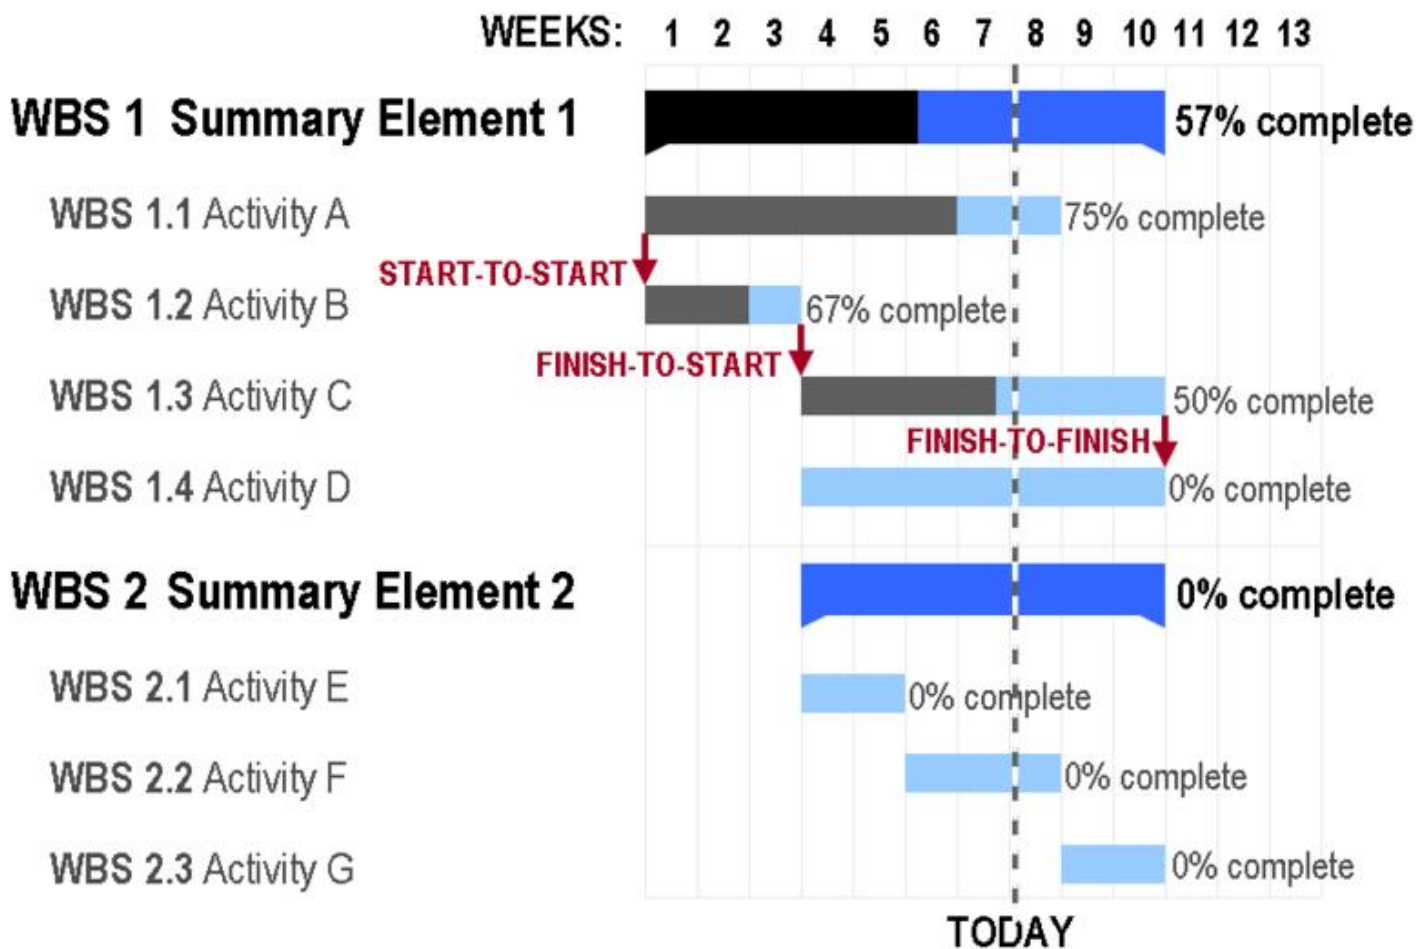 WEEKS: 1 2 3 4 5 6 7 8 9 10 11 12 13
WBS 1 Summary Element 1 57% complete
WBS 1.1 Activity A 75% complete
START-TO-START
WBS 1.2 Activity B 67% complete
FINISH-TO-START
WBS 1.3 Activity C 50% complete
FINISH-TO-FINISH
WBS 1.4 Activity D 0% complete
WBS 2 Summary Element 2 0% complete
WBS 2.1 Activity E 0% complete
WBS 2.2 Activity F 0% complete
WBS 2.3 Activity G 0% complete
TODAY